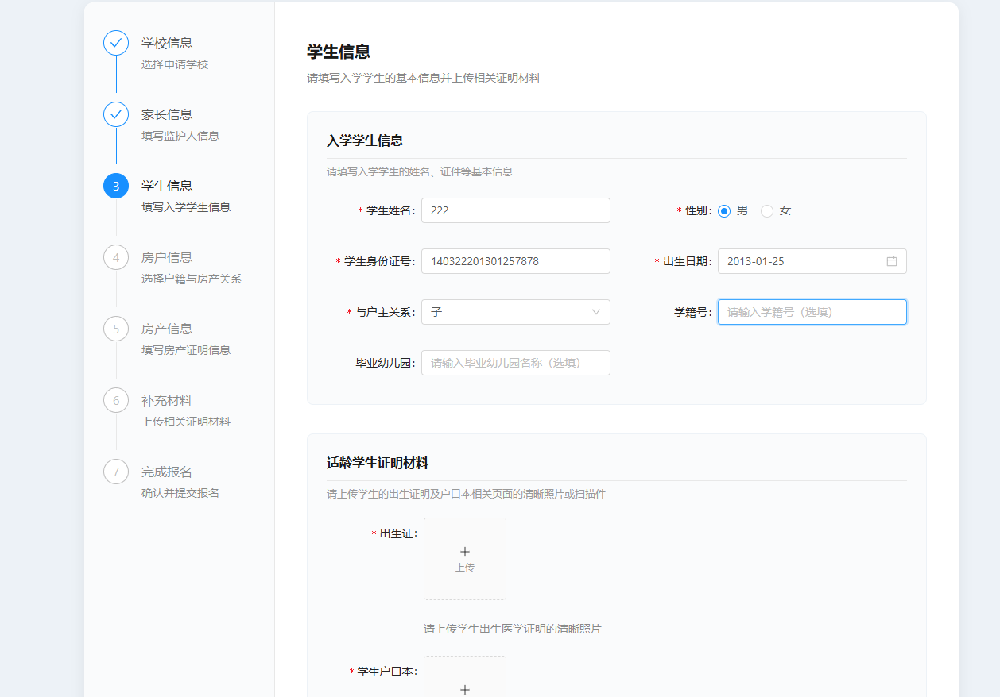 学校信息
选择申请学校
家长信息
填写监护人信息
3
学生信息
填写入学学生信息
4
房户信息
选择户籍与房产关系
5
房产信息
填写房产证明信息
6
补充材料
上传相关证明材料
7
完成报名
确认并提交报名
学生信息
请填写入学学生的基本信息并上传相关证明材料
入学学生信息
请填写入学学生的姓名、证件等基本信息
* 学生姓名: 222
* 性别: 男 女
* 学生身份证号: 140322201301257878
* 出生日期: 2013-01-25
* 与户主关系: 子
学籍号: 请输入学籍号（选填）
毕业幼儿园: 请输入毕业幼儿园名称（选填）
适龄学生证明材料
请上传学生的出生证明及户口本相关页面的清晰照片或扫描件
* 出生证:
+
上传
请上传学生出生医学证明的清晰照片
* 学生户口本:
+